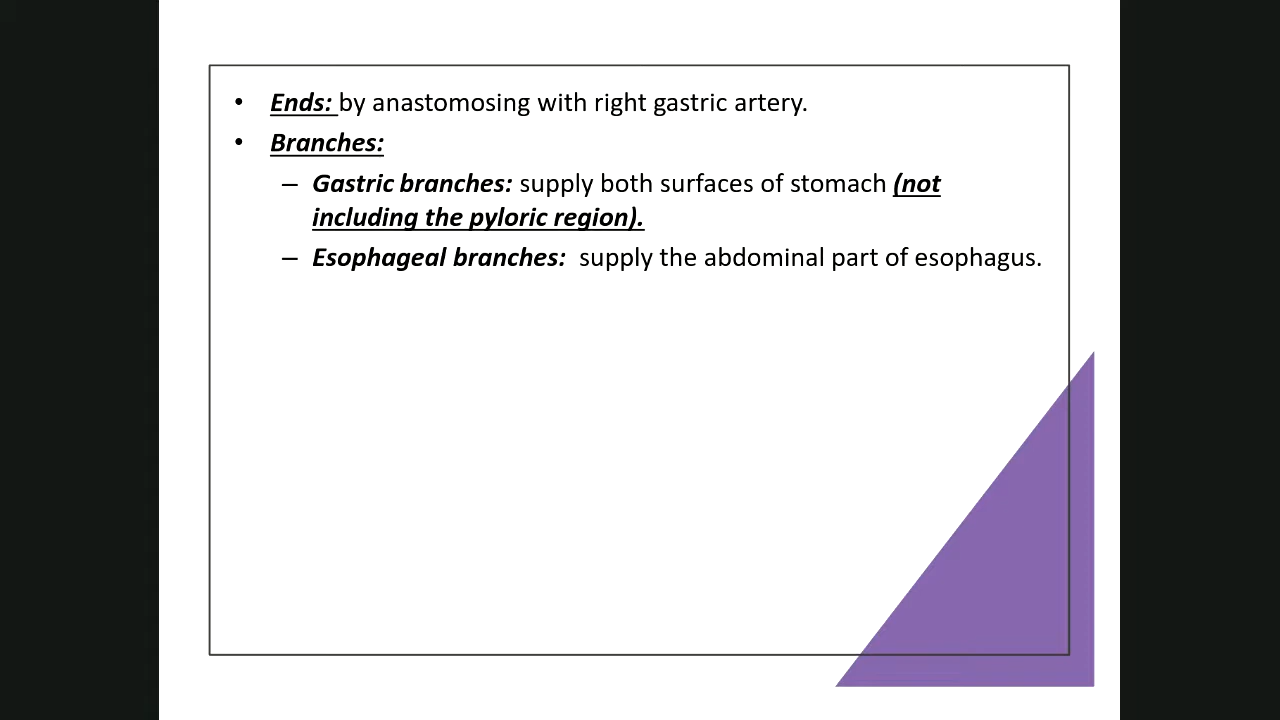 • Ends: by anastomosing with right gastric artery.
• Branches:
– Gastric branches: supply both surfaces of stomach (not
including the pyloric region).
– Esophageal branches: supply the abdominal part of esophagus.